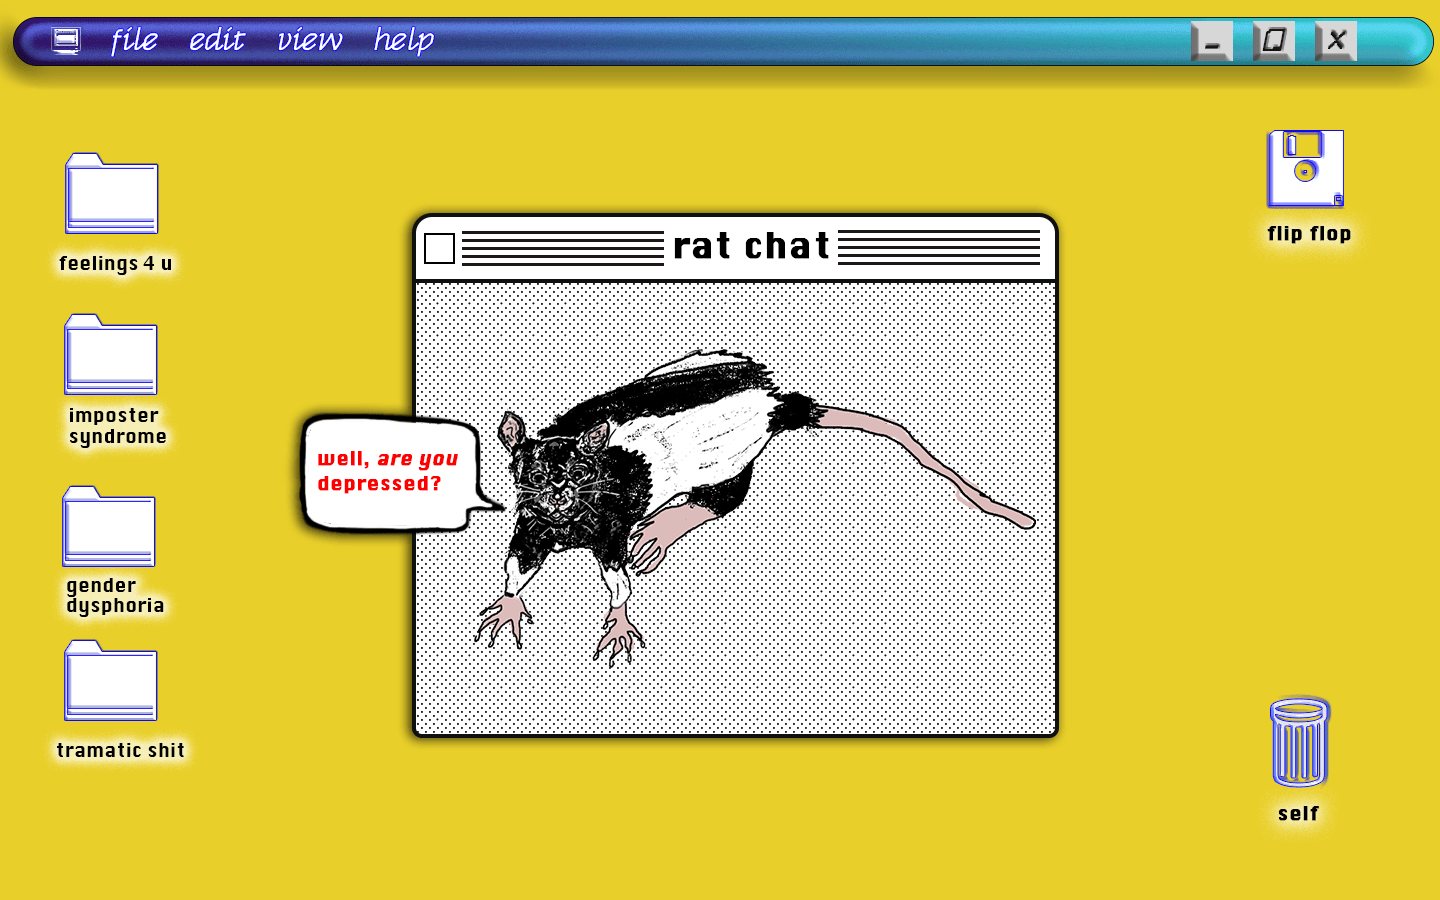 file edit view help
feelings 4 u
imposter
syndrome
gender
dysphoria
tramatic shit
rat chat
well, are you
depressed?
flip flop
self